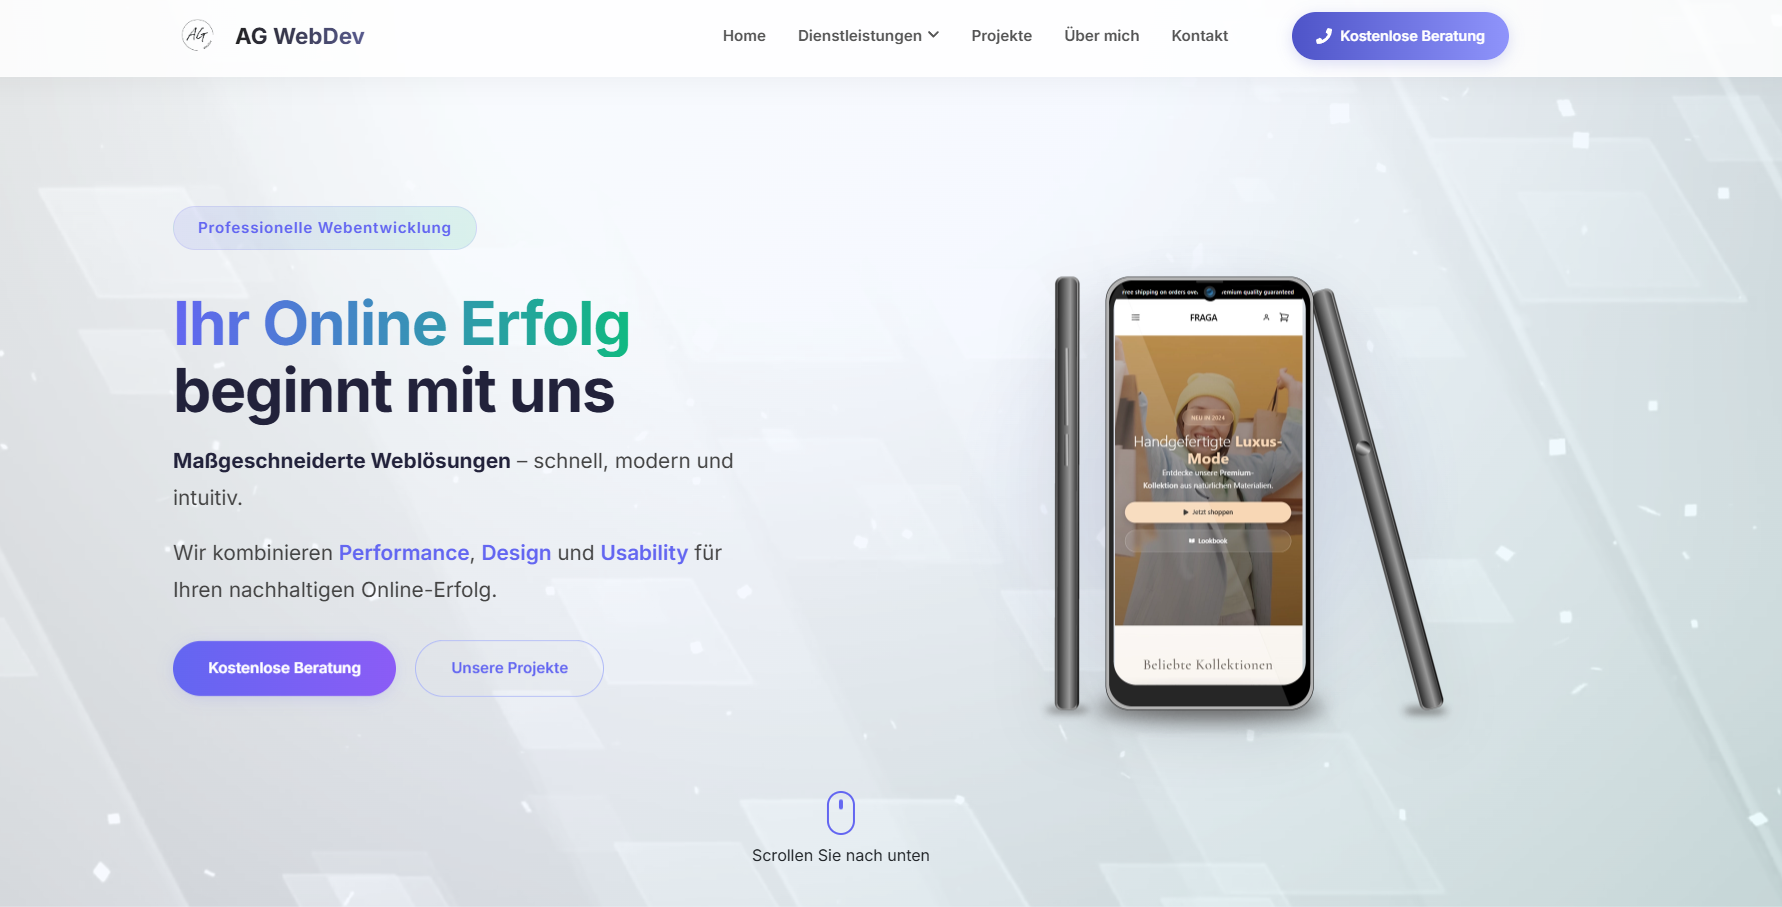 AG
AG WebDev
Home
Dienstleistungen
Projekte
Über mich
Kontakt
Kostenlose Beratung
Professionelle Webentwicklung
Ihr Online Erfolg
beginnt mit uns
Maßgeschneiderte Weblösungen – schnell, modern und
intuitiv.
Wir kombinieren Performance, Design und Usability für
Ihren nachhaltigen Online-Erfolg.
Kostenlose Beratung
Unsere Projekte
free shipping on orders ove
remium quality guaranteed
FRAGA
NEU IN 2024
Handgefertigte Luxus-
Mode
Entdecke unsere Premium-
Kollektion aus natürlichen Materialien.
Jetzt shoppen
Lookbook
Beliebte Kollektionen
Scrollen Sie nach unten